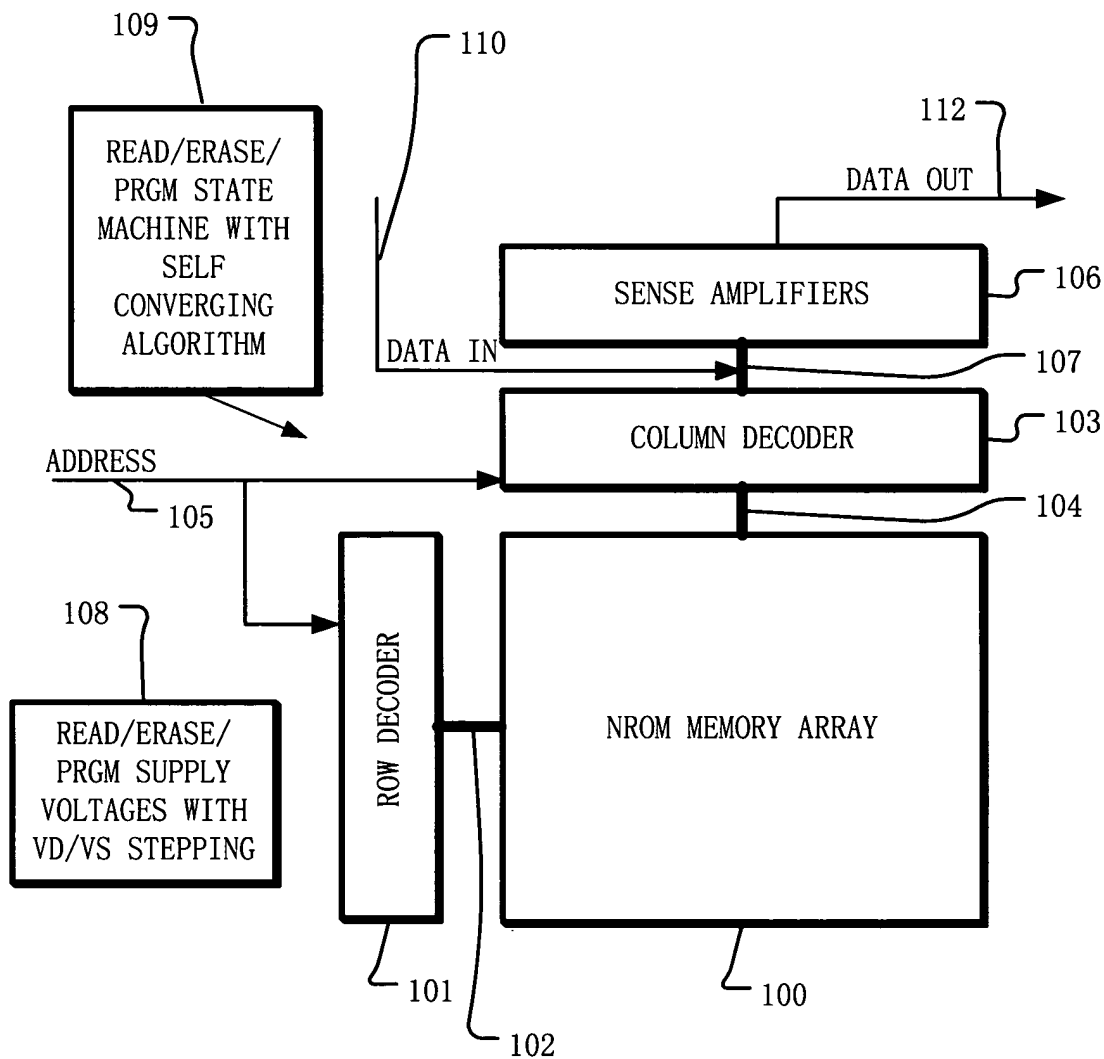 109
110
112
READ/ERASE/
PRGM STATE
MACHINE WITH
SELF
CONVERGING
ALGORITHM
DATA OUT
SENSE AMPLIFIERS
106
DATA IN
107
COLUMN DECODER
103
ADDRESS
105
104
108
ROW DECODER
NROM MEMORY ARRAY
READ/ERASE/
PRGM SUPPLY
VOLTAGES WITH
VD/VS STEPPING
101
100
102